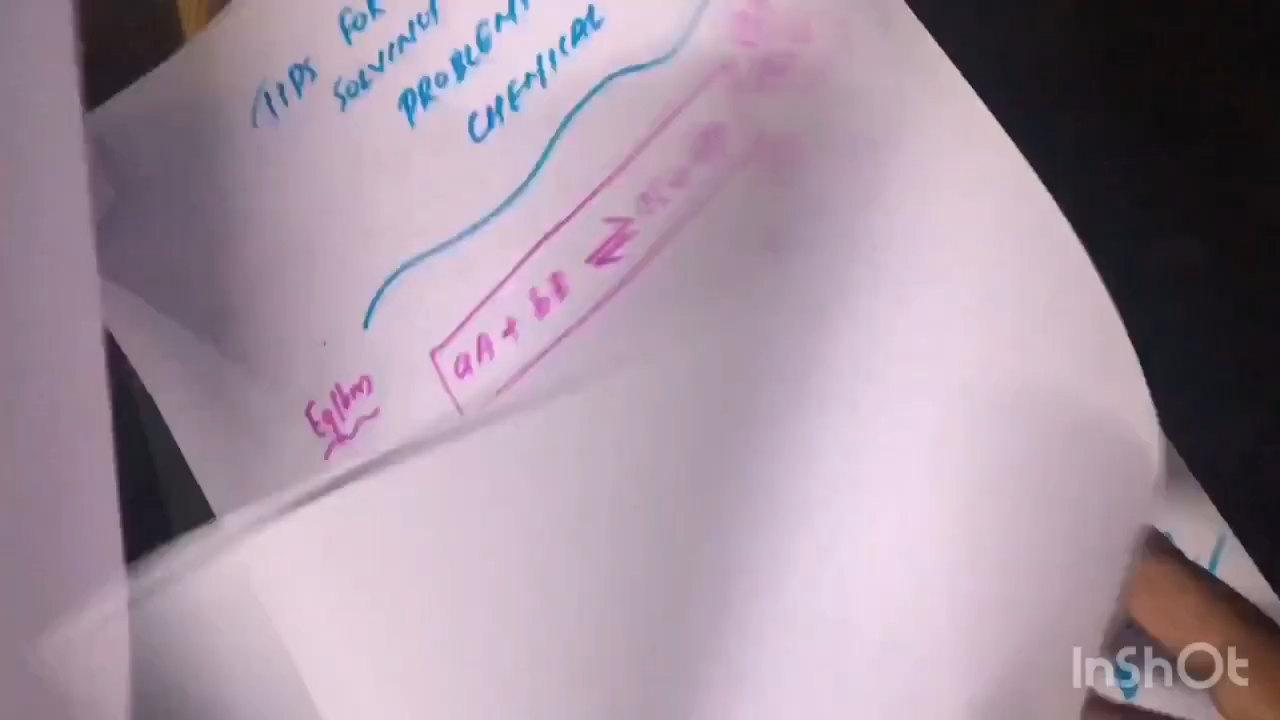 TIPS FOR
SOLVING
PROBLEM
CHEMICAL
aA + bB ⇌
Eqlbm
InShOt